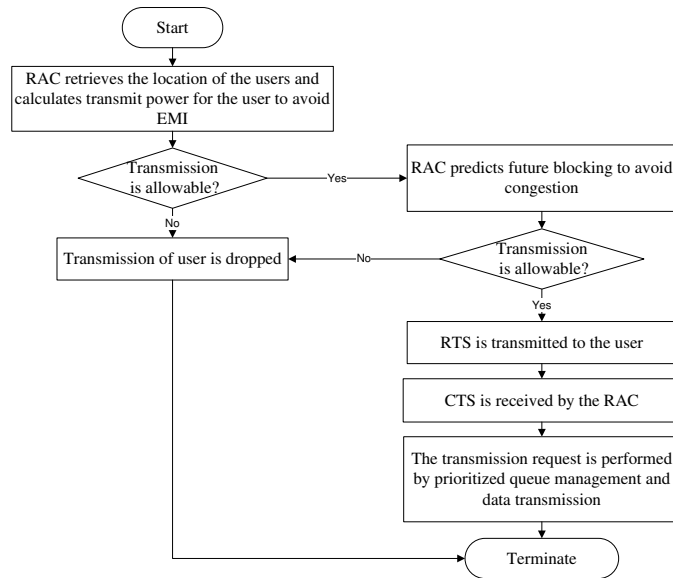 Start
RAC retrieves the location of the users and
calculates transmit power for the user to avoid
EMI
Transmission
is allowable?
Yes
RAC predicts future blocking to avoid
congestion
No
Transmission of user is dropped
No
Transmission
is allowable?
Yes
RTS is transmitted to the user
CTS is received by the RAC
The transmission request is performed
by prioritized queue management and
data transmission
Terminate